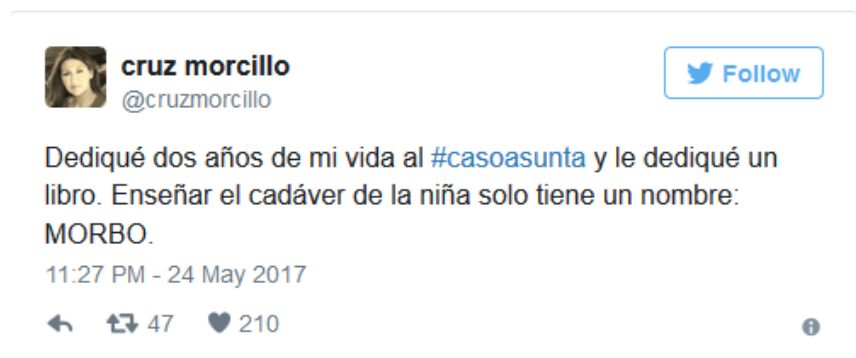 cruz morcillo
@cruzmorcillo
Follow
Dediqué dos años de mi vida al #casoasunta y le dediqué un
libro. Enseñar el cadáver de la niña solo tiene un nombre:
MORBO.
11:27 PM - 24 May 2017
47 210